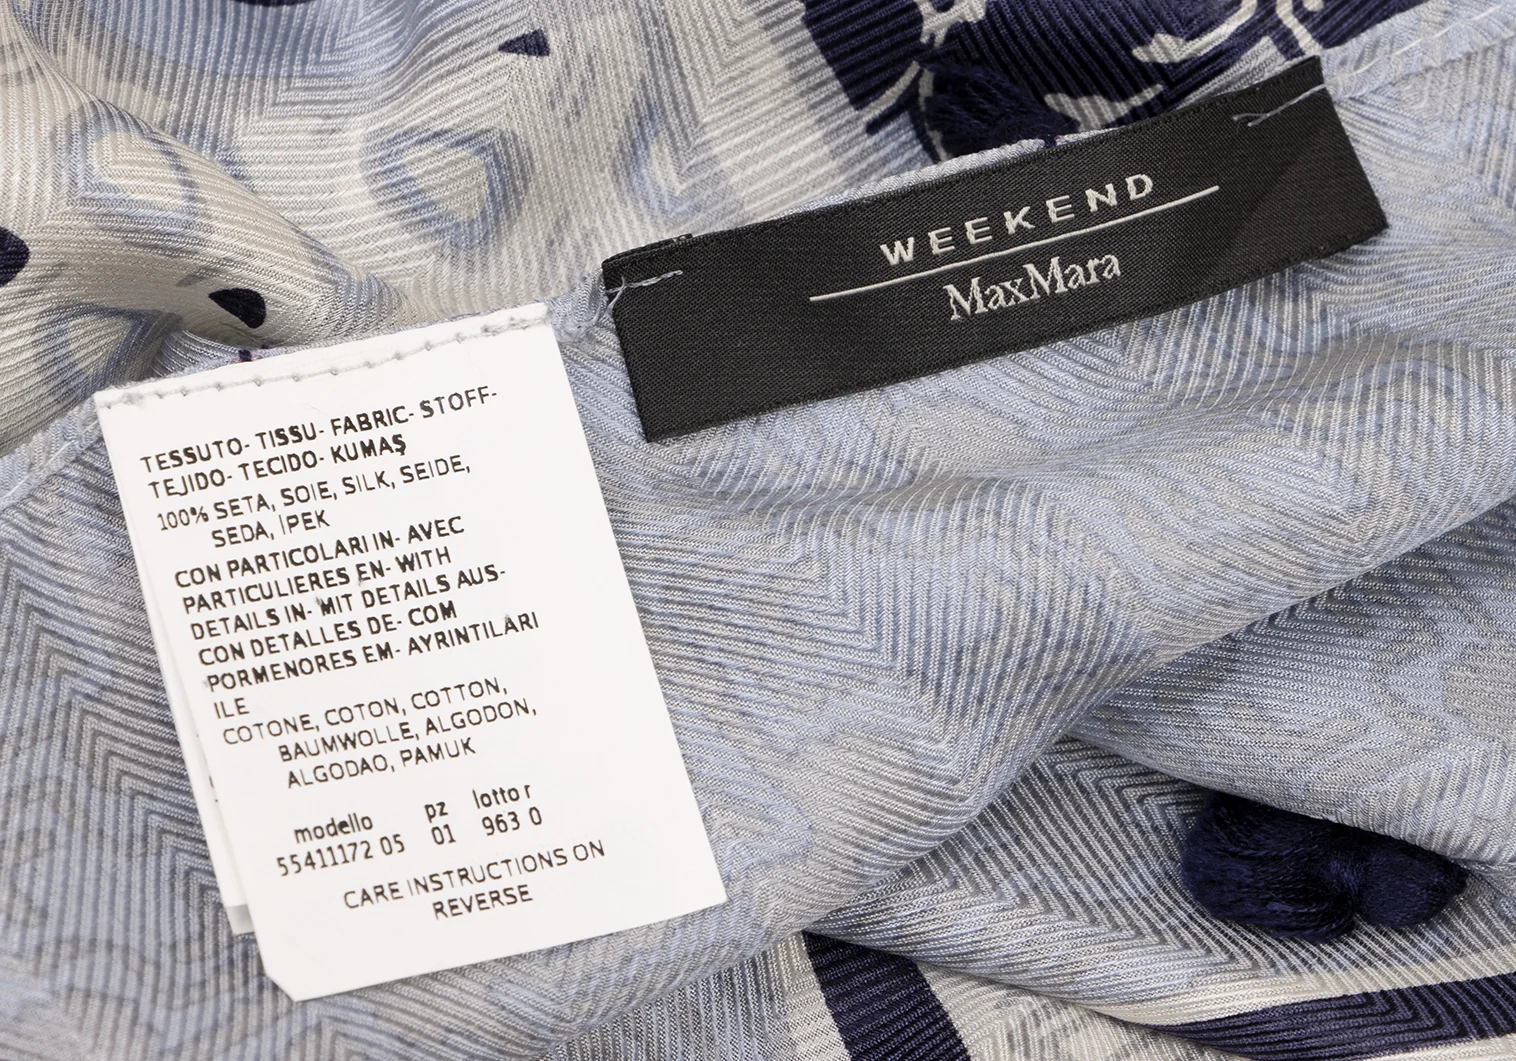 WEEKEND
MaxMara
TESSUTO- TISSU- FABRIC- STOFF-
TEJIDO- TECIDO- KUMAŞ
100% SETA, SOIE, SILK, SEIDE,
SEDA, IPEK
CON PARTICOLARI IN- AVEC
PARTICULIERES EN- WITH
DETAILS IN- MIT DETAILS AUS-
CON DETALLES DE- COM
PORMENORES EM- AYRINTILARI
ILE
COTONE, COTON, COTTON,
BAUMWOLLE, ALGODON,
ALGODAO, PAMUK
modello pz lotto r
55411172 05 01 963 0
CARE INSTRUCTIONS ON
REVERSE